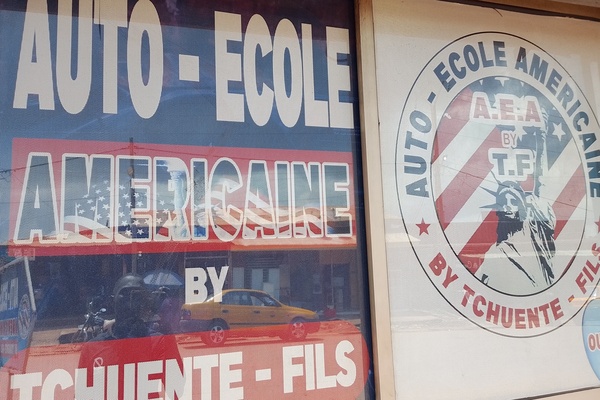 AUTO - ECOLE
AMERICAINE
BY
TCHUENTE - FILS
AUTO - ECOLE AMERICAINE
A.E.A
BY
T.F
BY TCHUENTE - FILS